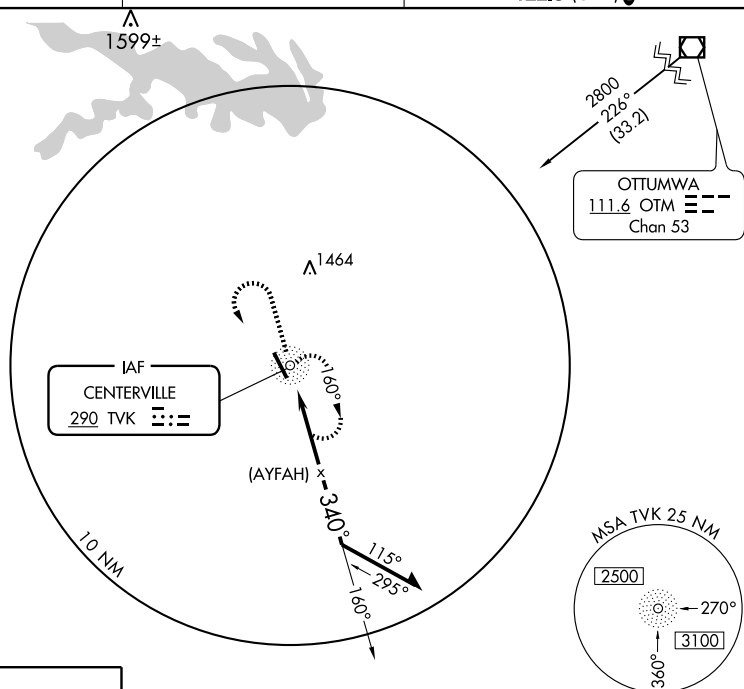 1599±
2800
226°
(33.2)
OTTUMWA
111.6 OTM
Chan 53
1464
IAF
CENTERVILLE
290 TVK
160°
(AYFAH) x
340°
115°
295°
160°
10 NM
MSA TVK 25 NM
2500
270°
3100
360°